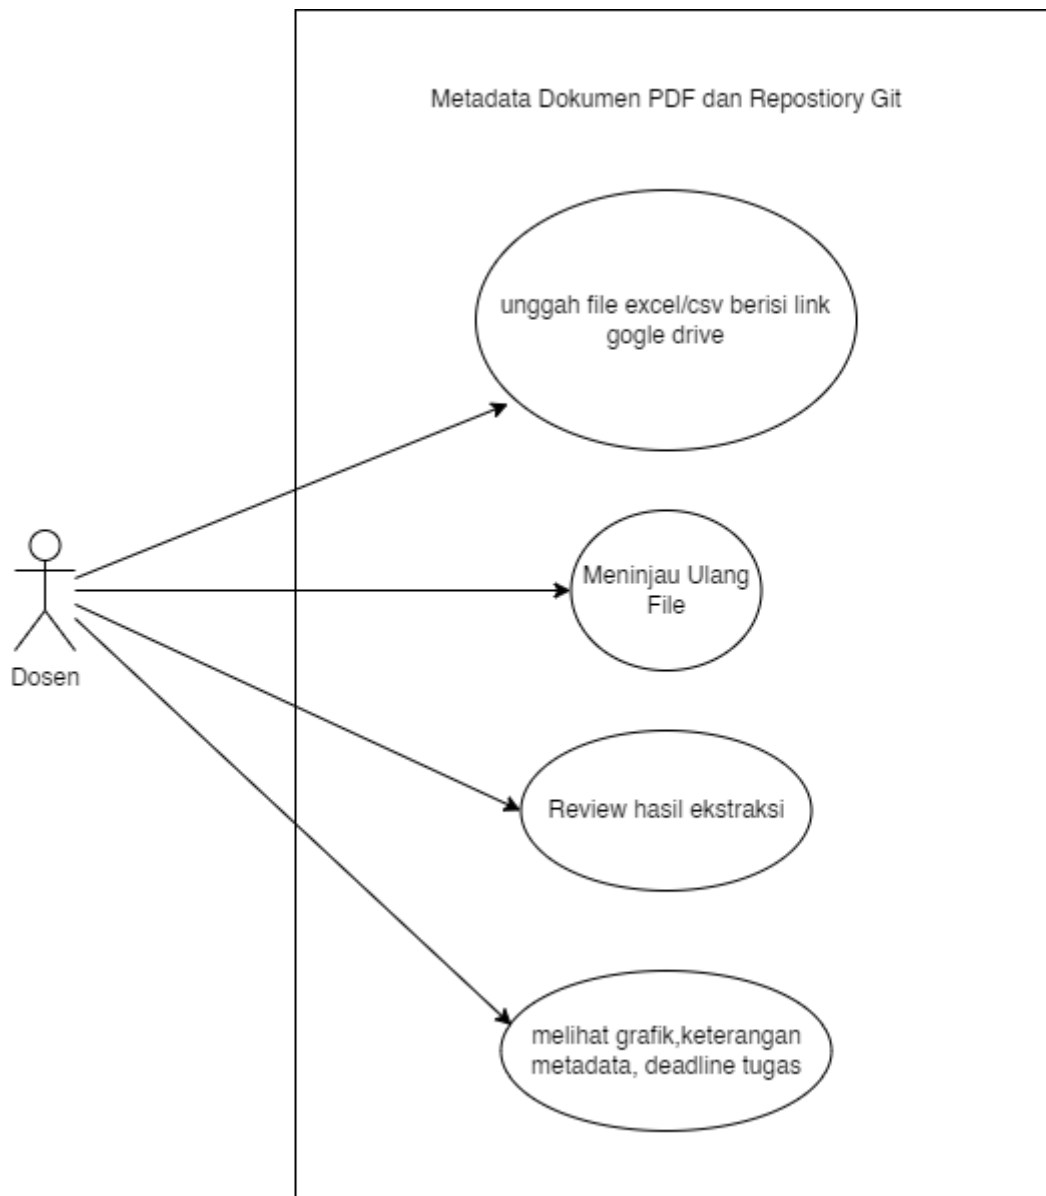 Metadata Dokumen PDF dan Repostiory Git
unggah file excel/csv berisi link
gogle drive
Meninjau Ulang
File
Dosen
Review hasil ekstraksi
melihat grafik,keterangan
metadata, deadline tugas